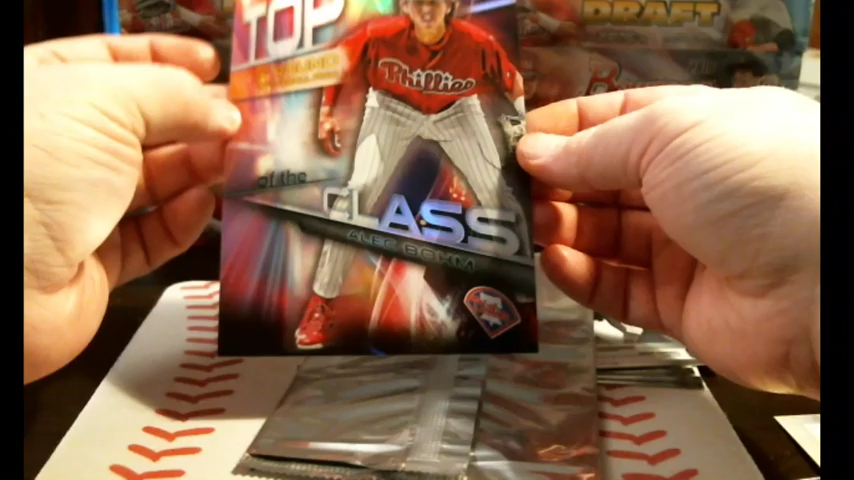 DRAFT
TOP
Phillies
of the
CLASS
ALEC BOHM